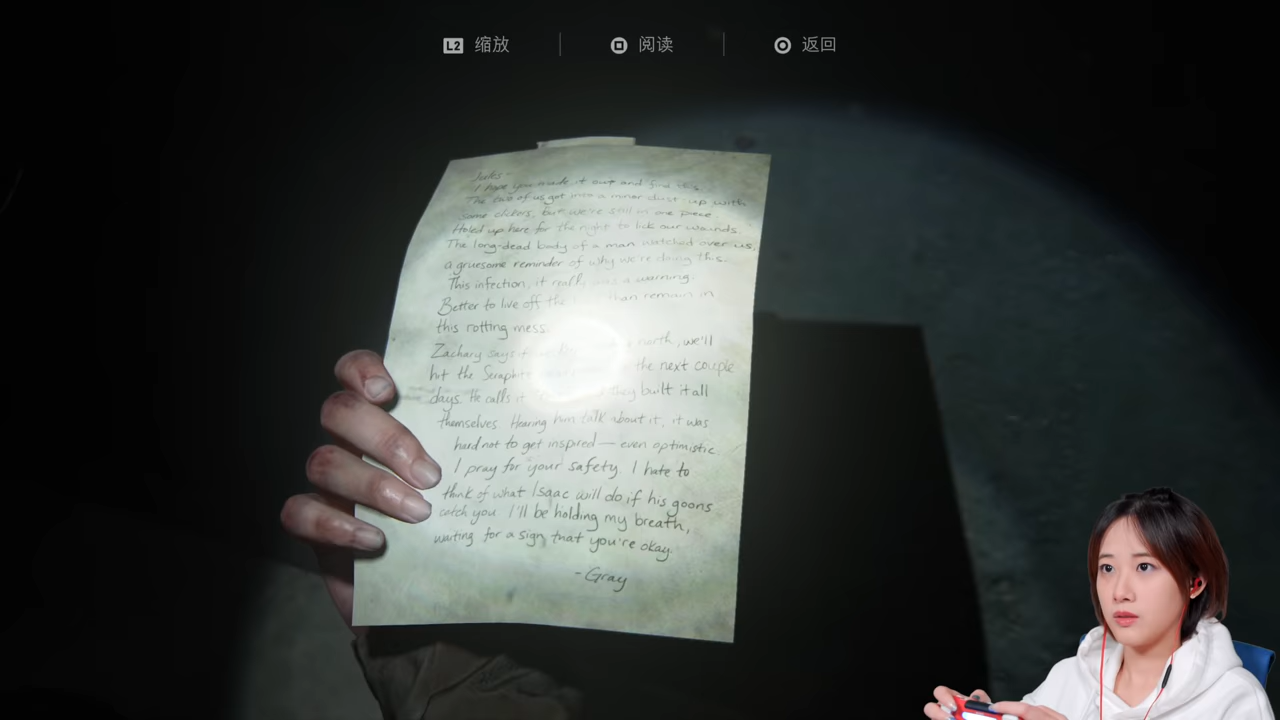 L2 缩放
阅读
返回
Jules -
I hope you made it out and find this.
The two of us got into a minor dust-up with
some clickers, but we're still in one piece.
Holed up here for the night to lick our wounds.
The long-dead body of a man watched over us,
a gruesome reminder of why we're doing this.
This infection, it really was a warning.
Better to live off the than remain in
this rotting mess.
Zachary says north, we'll
hit the Seraphite the next couple
days. He calls it they built it all
themselves. Hearing him talk about it, it was
hard not to get inspired — even optimistic.
I pray for your safety. I hate to
think of what Isaac will do if his goons
catch you. I'll be holding my breath,
waiting for a sign that you're okay.
- Gray